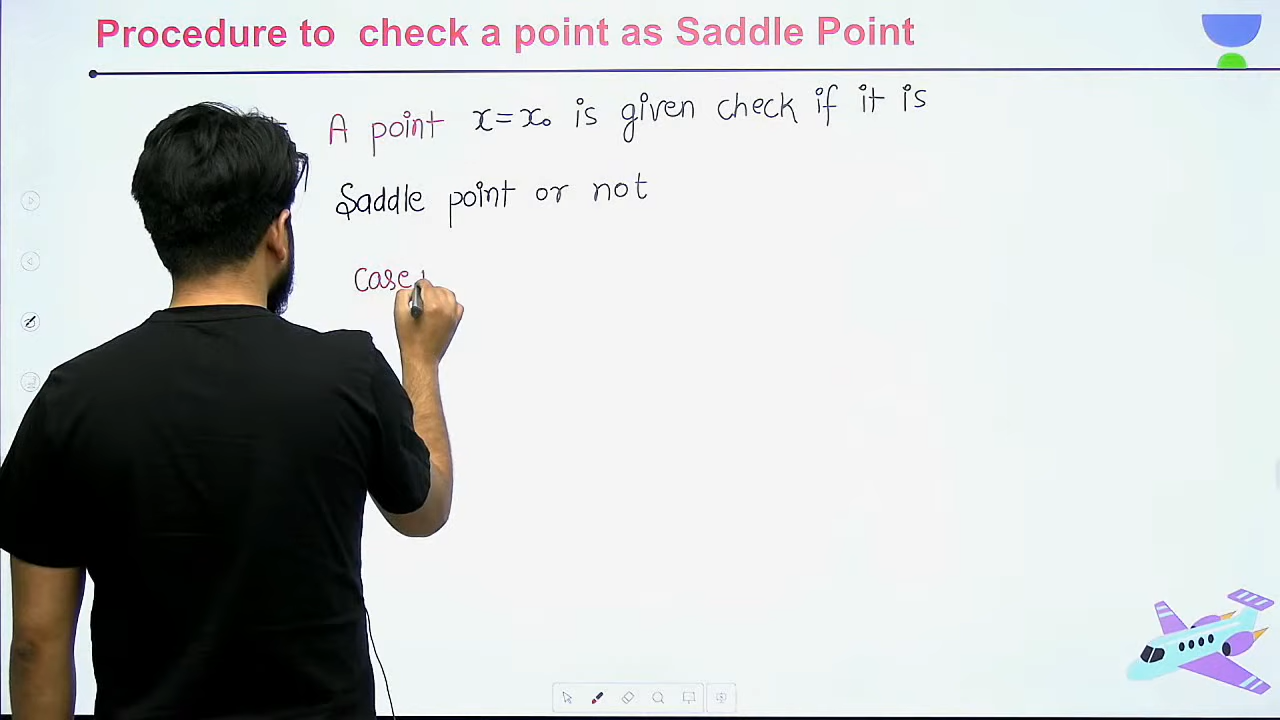 Procedure to check a point as Saddle Point
A point x=x₀ is given check if it is
Saddle point or not
case